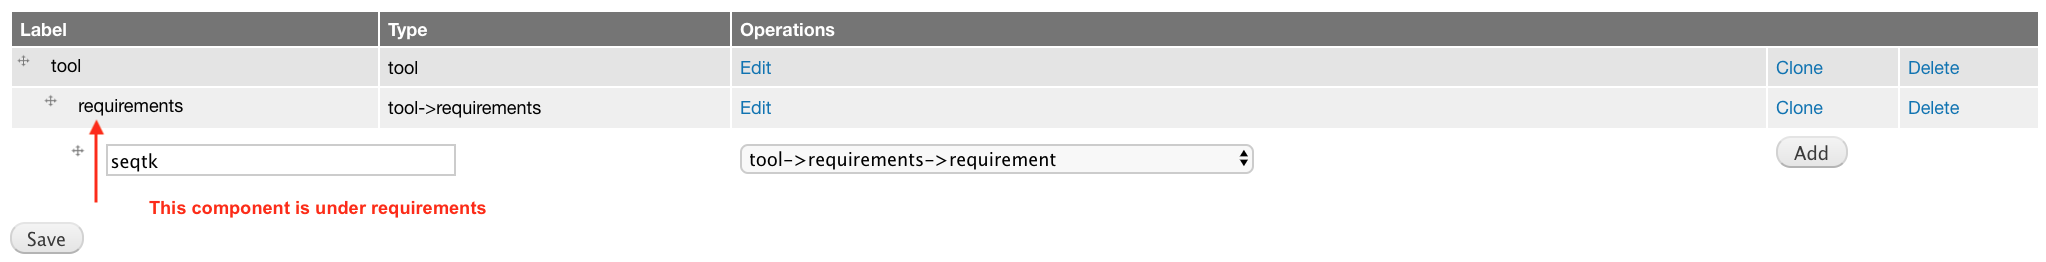 Label Type Operations
tool tool Edit Clone Delete
requirements tool->requirements Edit Clone Delete
seqtk tool->requirements->requirement Add
This component is under requirements
Save